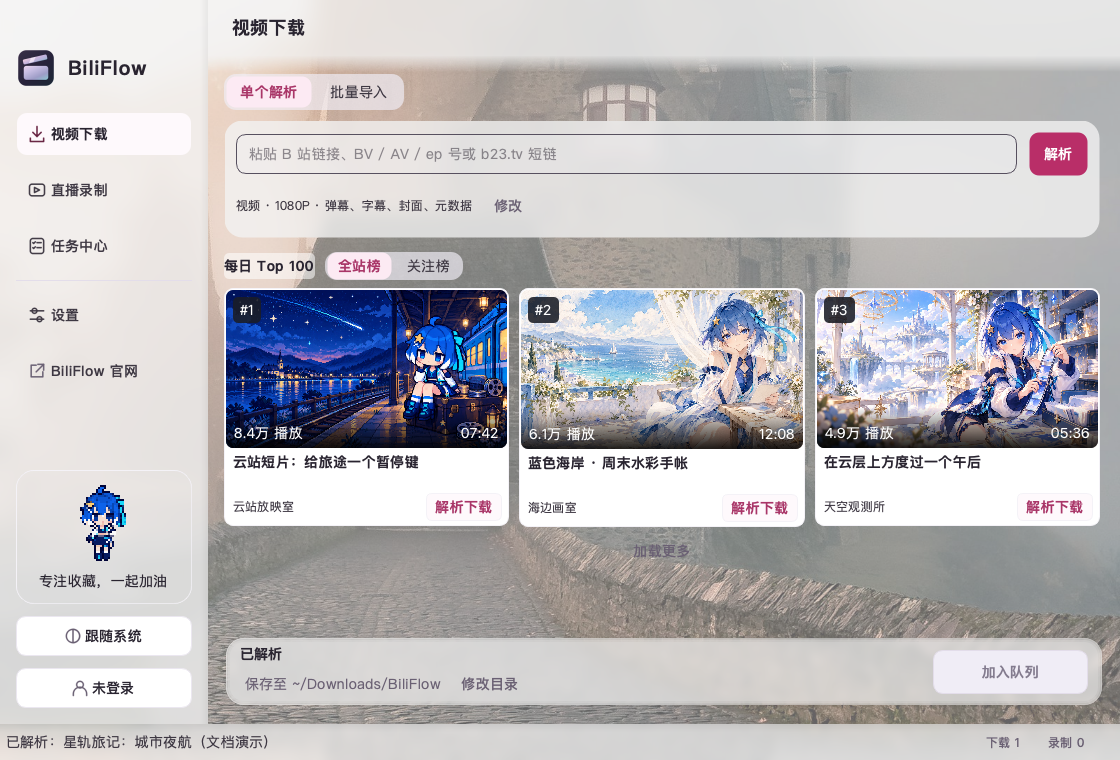 视频下载
BiliFlow
视频下载
直播录制
任务中心
设置
BiliFlow 官网
专注收藏，一起加油
跟随系统
未登录
单个解析 批量导入
粘贴 B 站链接、BV / AV / ep 号或 b23.tv 短链
解析
视频 · 1080P · 弹幕、字幕、封面、元数据 修改
每日 Top 100 全站榜 关注榜
#1
8.4万 播放 07:42
云站短片：给旅途一个暂停键
云站放映室 解析下载
#2
6.1万 播放 12:08
蓝色海岸 · 周末水彩手帐
海边画室 解析下载
#3
4.9万 播放 05:36
在云层上方度过一个午后
天空观测所 解析下载
加载更多
已解析
保存至 ~/Downloads/BiliFlow 修改目录
加入队列
已解析：星轨旅记：城市夜航（文档演示）
下载 1 录制 0